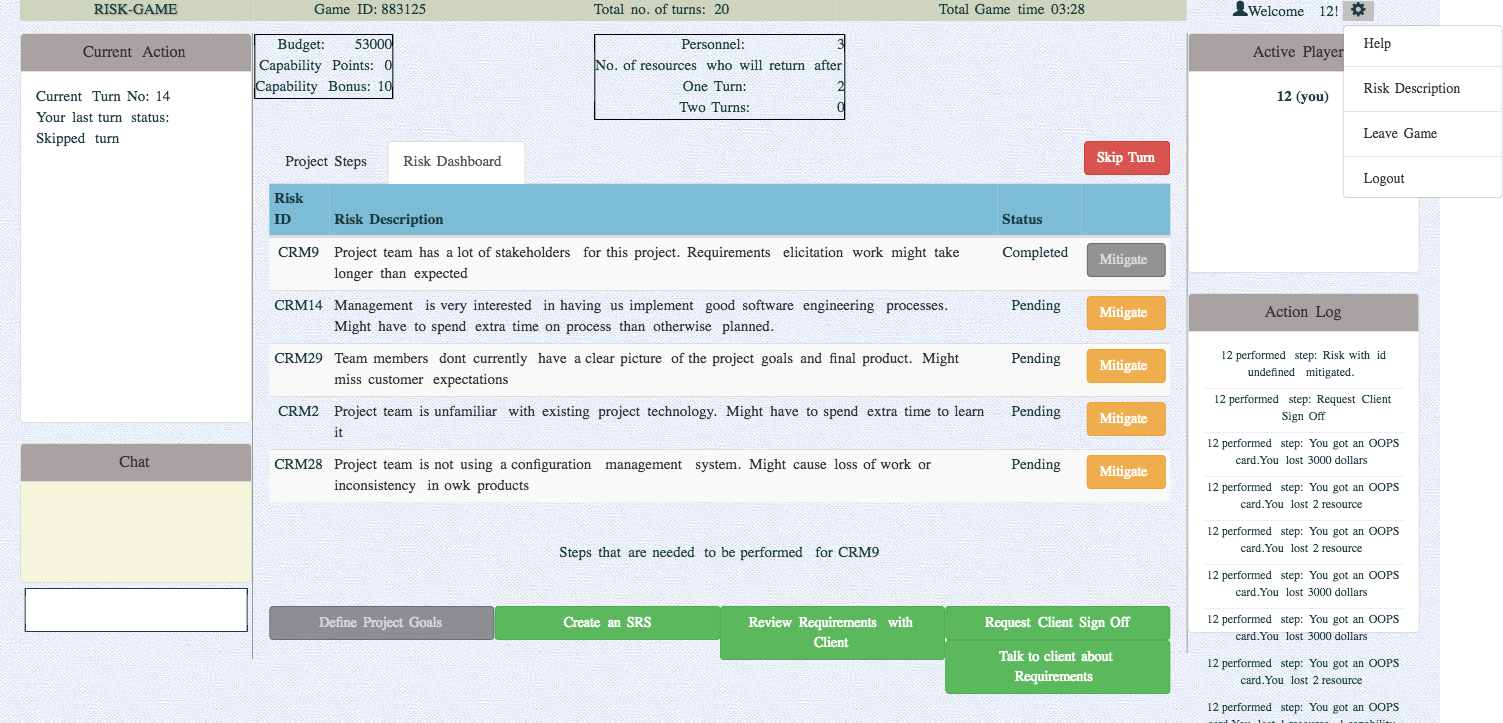 RISK-GAME
Game ID: 883125
Total no. of turns: 20
Total Game time 03:28
Welcome 12!
Help
Risk Description
Leave Game
Logout
Current Action
Current Turn No: 14
Your last turn status:
Skipped turn
Budget: 53000
Capability Points: 0
Capability Bonus: 10
Personnel: 3
No. of resources who will return after
One Turn: 2
Two Turns: 0
Active Player
12 (you)
Project Steps
Risk Dashboard
Skip Turn
Risk
ID
Risk Description
Status
CRM9
Project team has a lot of stakeholders for this project. Requirements elicitation work might take
longer than expected
Completed
Mitigate
CRM14
Management is very interested in having us implement good software engineering processes.
Might have to spend extra time on process than otherwise planned.
Pending
Mitigate
CRM29
Team members dont currently have a clear picture of the project goals and final product. Might
miss customer expectations
Pending
Mitigate
CRM2
Project team is unfamiliar with existing project technology. Might have to spend extra time to learn
it
Pending
Mitigate
CRM28
Project team is not using a configuration management system. Might cause loss of work or
inconsistency in owk products
Pending
Mitigate
Steps that are needed to be performed for CRM9
Define Project Goals
Create an SRS
Review Requirements with
Client
Request Client Sign Off
Talk to client about
Requirements
Chat
Action Log
12 performed step: Risk with id
undefined mitigated.
12 performed step: Request Client
Sign Off
12 performed step: You got an OOPS
card.You lost 3000 dollars
12 performed step: You got an OOPS
card.You lost 2 resource
12 performed step: You got an OOPS
card.You lost 2 resource
12 performed step: You got an OOPS
card.You lost 3000 dollars
12 performed step: You got an OOPS
card.You lost 3000 dollars
12 performed step: You got an OOPS
card.You lost 2 resource
12 performed step: You got an OOPS
card.You lost 1 resource 1 capability